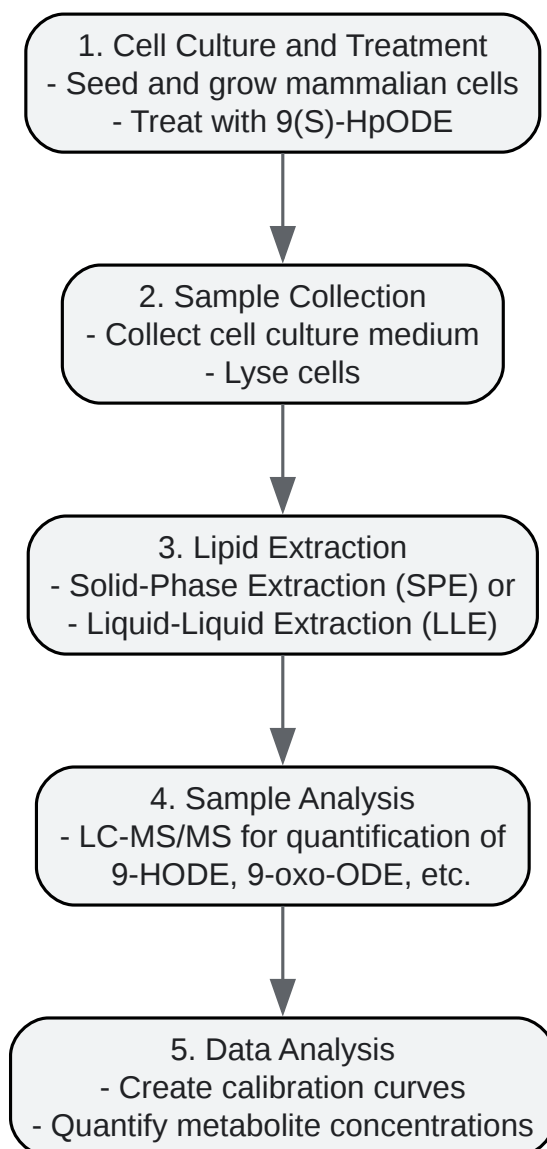 1. Cell Culture and Treatment
- Seed and grow mammalian cells
- Treat with 9(S)-HpODE
2. Sample Collection
- Collect cell culture medium
- Lyse cells
3. Lipid Extraction
- Solid-Phase Extraction (SPE) or
- Liquid-Liquid Extraction (LLE)
4. Sample Analysis
- LC-MS/MS for quantification of
9-HODE, 9-oxo-ODE, etc.
5. Data Analysis
- Create calibration curves
- Quantify metabolite concentrations